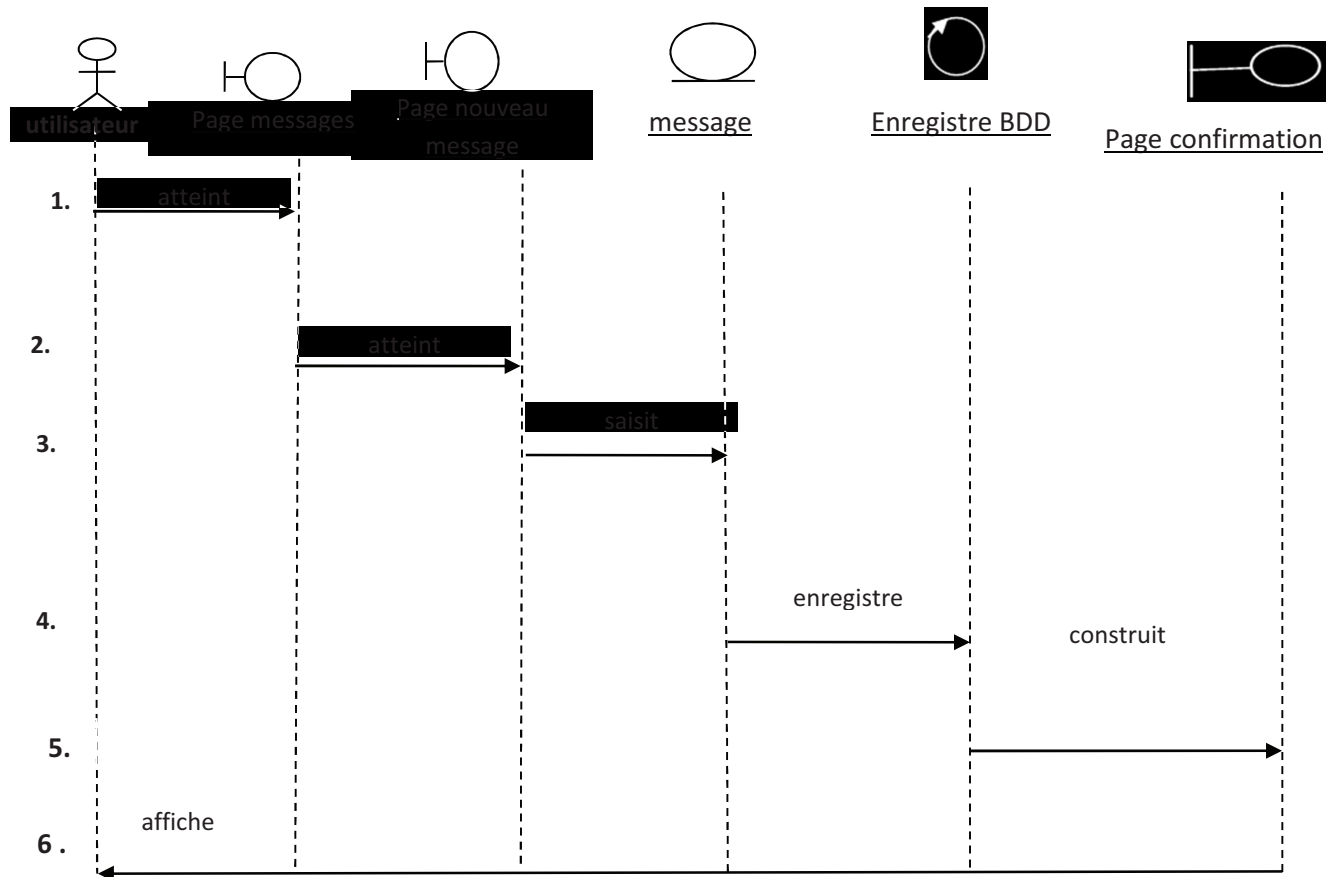 utilisateur
Page messages
Page nouveau
message
message
Enregistre BDD
Page confirmation
1.
atteint
2.
atteint
3.
saisit
4.
enregistre
construit
5.
affiche
6 .